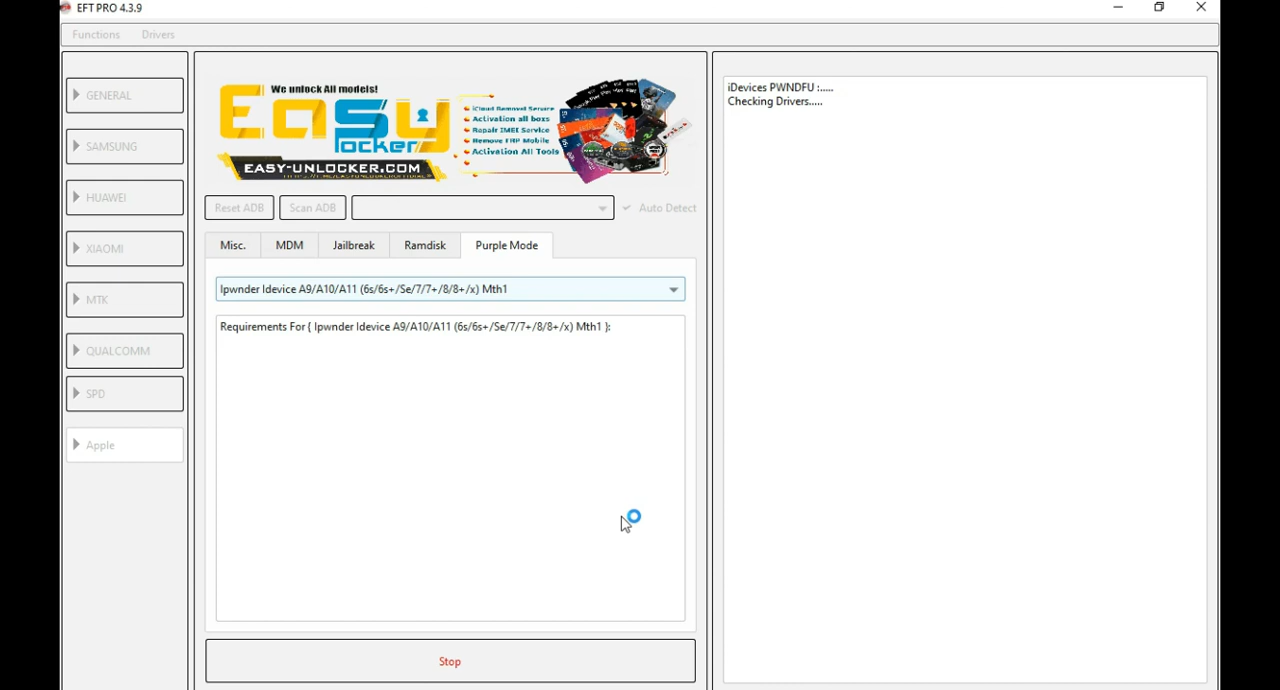 EFT PRO 4.3.9
Functions Drivers
GENERAL
SAMSUNG
HUAWEI
XIAOMI
MTK
QUALCOMM
SPD
Apple
We unlock All models!
Easy
locker
EASY-UNLOCKER.COM
iCloud Removal Service
Activation all boxs
Repair IMEI Service
Remove FRP Mobile
Activation All Tools
Reset ADB Scan ADB Auto Detect
Misc. MDM Jailbreak Ramdisk Purple Mode
Ipwnder Idevice A9/A10/A11 (6s/6s+/Se/7/7+/8/8+/x) Mth1
Requirements For { Ipwnder Idevice A9/A10/A11 (6s/6s+/Se/7/7+/8/8+/x) Mth1 }:
Stop
iDevices PWNDFU :.....
Checking Drivers.....